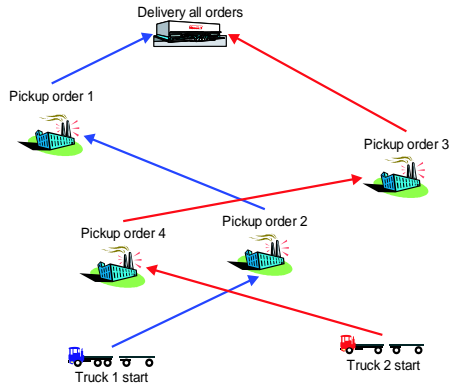 Delivery all orders
Pickup order 1
Pickup order 3
Pickup order 2
Pickup order 4
Truck 1 start
Truck 2 start